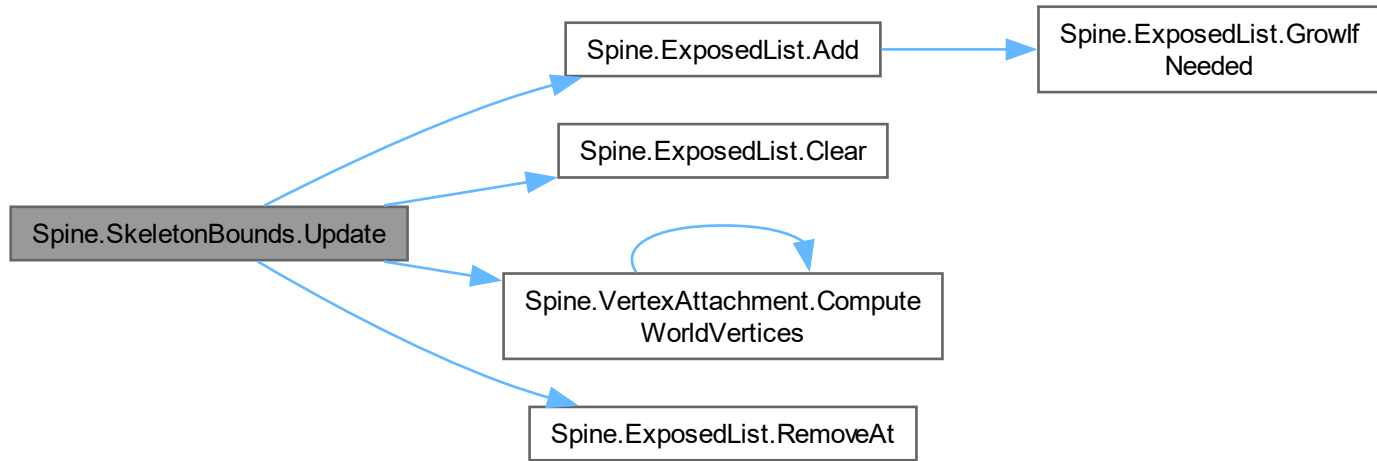 Spine.ExposedList.Add
Spine.ExposedList.GrowIf
Needed
Spine.ExposedList.Clear
Spine.SkeletonBounds.Update
Spine.VertexAttachment.Compute
WorldVertices
Spine.ExposedList.RemoveAt